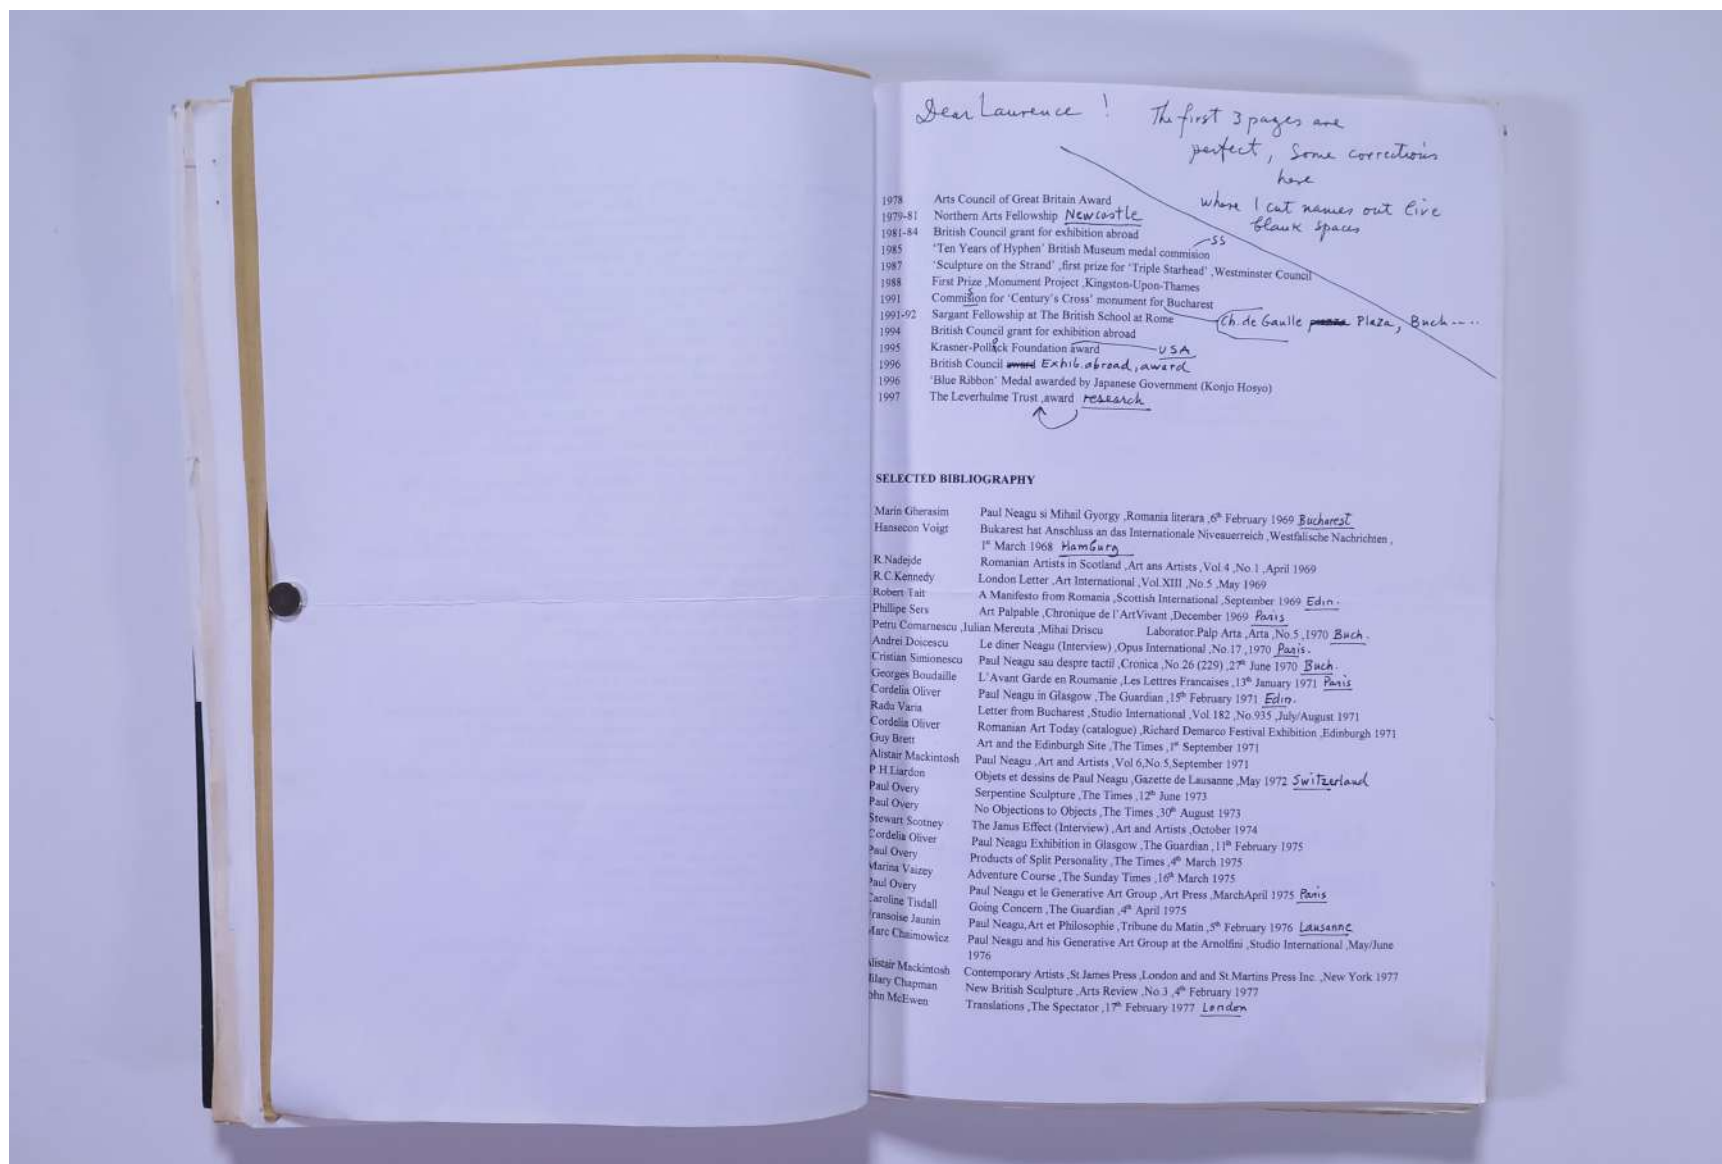 Dear Laurence ! The first 3 pages are
perfect, Some corrections
here
where I cut names out live
blank spaces
1978 Arts Council of Great Britain Award
1979-81 Northern Arts Fellowship Newcastle
1981-84 British Council grant for exhibition abroad
ss
1985 'Ten Years of Hyphen' British Museum medal commision
1987 'Sculpture on the Strand' ,first prize for 'Triple Starhead' ,Westminster Council
1988 First Prize ,Monument Project ,Kingston-Upon-Thames
1991 Commission for 'Century's Cross' monument for Bucharest
1991-92 Sargant Fellowship at The British School at Rome Ch. de Gaulle Plaza, Buch....
1994 British Council grant for exhibition abroad
1995 Krasner-Pollock Foundation award USA
1996 British Council award Exhib. abroad, award
1996 'Blue Ribbon' Medal awarded by Japanese Government (Konjo Hosyo)
1997 The Leverhulme Trust ,award research
SELECTED BIBLIOGRAPHY
Marin Gherasim Paul Neagu si Mihail Gyorgy ,Romania literara ,6th February 1969 Bucharest
Hansecon Voigt Bukarest hat Anschluss an das Internationale Niveauerreich ,Westfalische Nachrichten ,
1st March 1968 Hamburg
R.Nadejde Romanian Artists in Scotland ,Art ans Artists ,Vol 4 ,No.1 ,April 1969
R.C.Kennedy London Letter ,Art International ,Vol XIII ,No.5 ,May 1969
Robert Tait A Manifesto from Romania ,Scottish International ,September 1969 Edin.
Phillipe Sers Art Palpable ,Chronique de l'ArtVivant ,December 1969 Paris
Petru Comarnescu ,Iulian Mereuta ,Mihai Driscu Laborator.Palp Arta ,Arta ,No.5 ,1970 Buch.
Andrei Doicescu Le diner Neagu (Interview) ,Opus International ,No.17 ,1970 Paris.
Cristian Simionescu Paul Neagu sau despre tactil ,Cronica ,No 26 (229) ,27th June 1970 Buch.
Georges Boudaille L'Avant Garde en Roumanie ,Les Lettres Francaises ,13th January 1971 Paris
Cordelia Oliver Paul Neagu in Glasgow ,The Guardian ,15th February 1971 Edin.
Radu Varia Letter from Bucharest ,Studio International ,Vol.182 ,No.935 ,July/August 1971
Cordelia Oliver Romanian Art Today (catalogue) ,Richard Demarco Festival Exhibition ,Edinburgh 1971
Guy Brett Art and the Edinburgh Site ,The Times ,1st September 1971
Alistair Mackintosh Paul Neagu ,Art and Artists ,Vol 6,No.5,September 1971
P.H.Liardon Objets et dessins de Paul Neagu ,Gazette de Lausanne ,May 1972 Switzerland
Paul Overy Serpentine Sculpture ,The Times ,12th June 1973
Paul Overy No Objections to Objects ,The Times ,30th August 1973
Stewart Scotney The Janus Effect (Interview) ,Art and Artists ,October 1974
Cordelia Oliver Paul Neagu Exhibition in Glasgow ,The Guardian ,11th February 1975
Paul Overy Products of Split Personality ,The Times ,4th March 1975
Marina Vaizey Adventure Course ,The Sunday Times ,16th March 1975
Paul Overy Paul Neagu et le Generative Art Group ,Art Press ,MarchApril 1975 Paris
Caroline Tisdall Going Concern ,The Guardian ,4th April 1975
ransoise Jaunin Paul Neagu,Art et Philosophie ,Tribune du Matin ,5th February 1976 Lausanne
Marc Chaimowicz Paul Neagu and his Generative Art Group at the Arnolfini ,Studio International ,May/June
1976
listair Mackintosh Contemporary Artists ,St James Press ,London and and St.Martins Press Inc. ,New York 1977
ilary Chapman New British Sculpture ,Arts Review ,No.3 ,4th February 1977
ohn McEwen Translations ,The Spectator ,17th February 1977 London